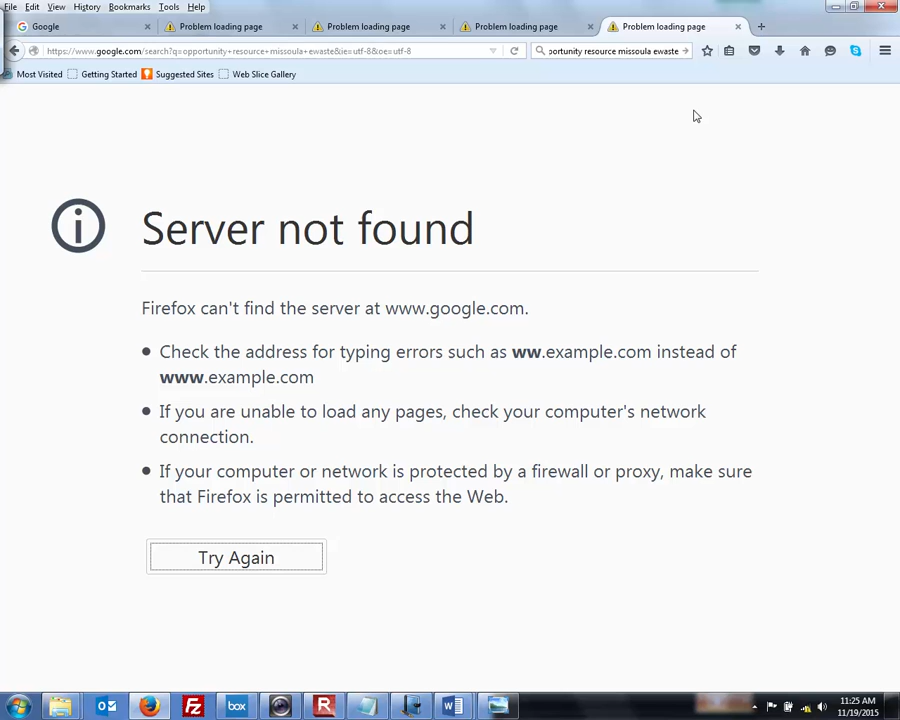 File Edit View History Bookmarks Tools Help
Google Problem loading page Problem loading page Problem loading page Problem loading page
https://www.google.com/search?q=opportunity+resource+missoula+ewaste&ie=utf-8&oe=utf-8 portunity resource missoula ewaste
Most Visited Getting Started Suggested Sites Web Slice Gallery
Server not found
Firefox can't find the server at www.google.com.
Check the address for typing errors such as ww.example.com instead of
www.example.com
If you are unable to load any pages, check your computer's network
connection.
If your computer or network is protected by a firewall or proxy, make sure
that Firefox is permitted to access the Web.
Try Again
11:25 AM
11/19/2015